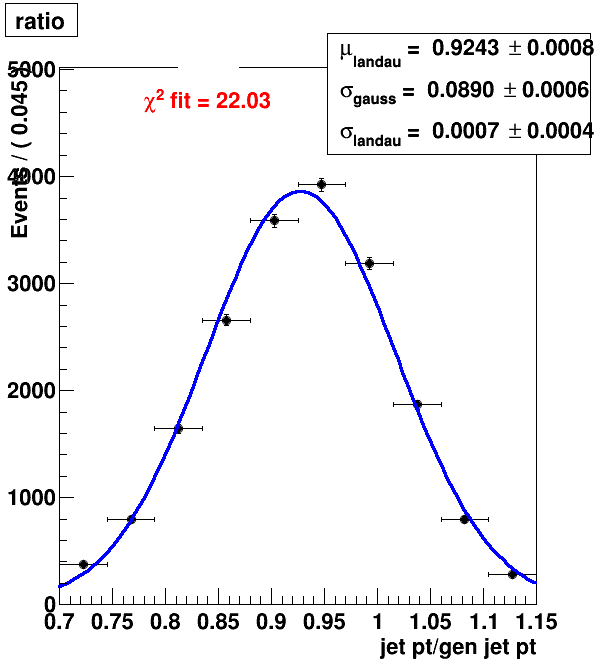 ratio
μlandau = 0.9243 ± 0.0008
σgauss = 0.0890 ± 0.0006
σlandau = 0.0007 ± 0.0004
χ² fit = 22.03
Events / ( 0.045
5000
4000
3000
2000
1000
0
0.7 0.75 0.8 0.85 0.9 0.95 1 1.05 1.1 1.15
jet pt/gen jet pt